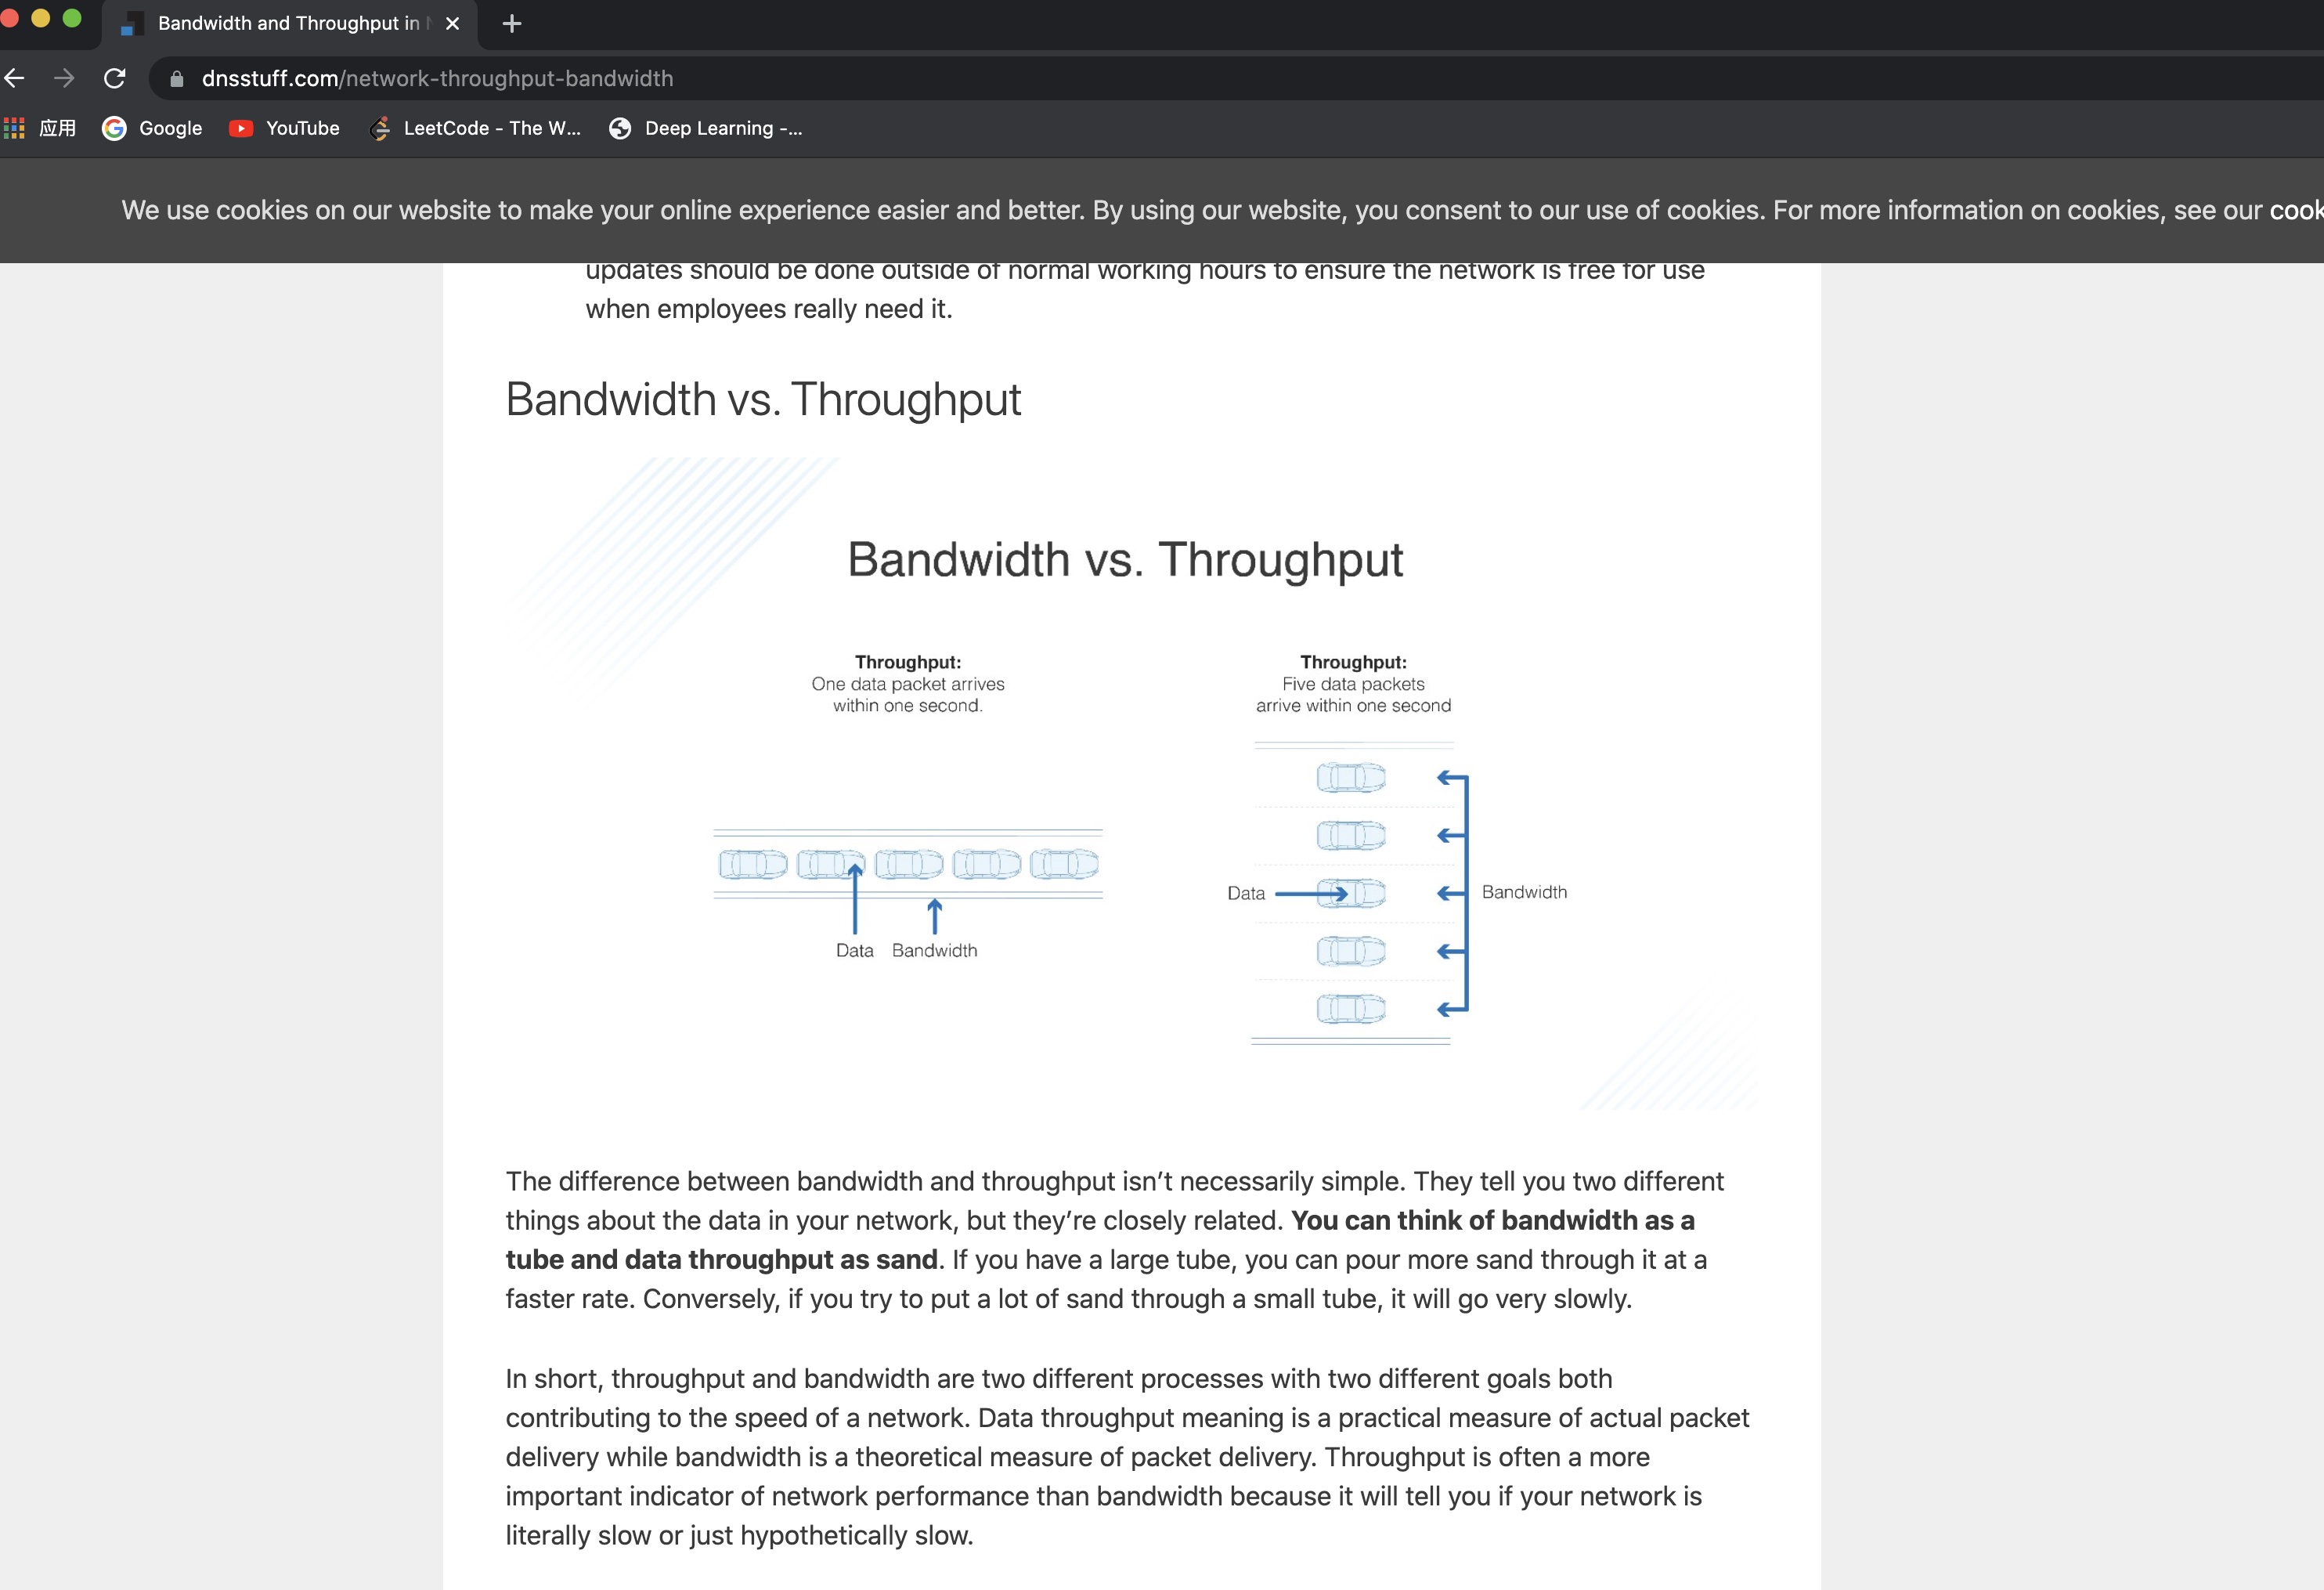 Bandwidth and Throughput in
dnsstuff.com/network-throughput-bandwidth
应用 Google YouTube LeetCode - The W... Deep Learning -...
We use cookies on our website to make your online experience easier and better. By using our website, you consent to our use of cookies. For more information on cookies, see our
updates should be done outside of normal working hours to ensure the network is free for use
when employees really need it.
Bandwidth vs. Throughput
Bandwidth vs. Throughput
Throughput:
One data packet arrives
within one second.
Data Bandwidth
Throughput:
Five data packets
arrive within one second
Data
Bandwidth
The difference between bandwidth and throughput isn’t necessarily simple. They tell you two different
things about the data in your network, but they’re closely related. You can think of bandwidth as a
tube and data throughput as sand. If you have a large tube, you can pour more sand through it at a
faster rate. Conversely, if you try to put a lot of sand through a small tube, it will go very slowly.
In short, throughput and bandwidth are two different processes with two different goals both
contributing to the speed of a network. Data throughput meaning is a practical measure of actual packet
delivery while bandwidth is a theoretical measure of packet delivery. Throughput is often a more
important indicator of network performance than bandwidth because it will tell you if your network is
literally slow or just hypothetically slow.